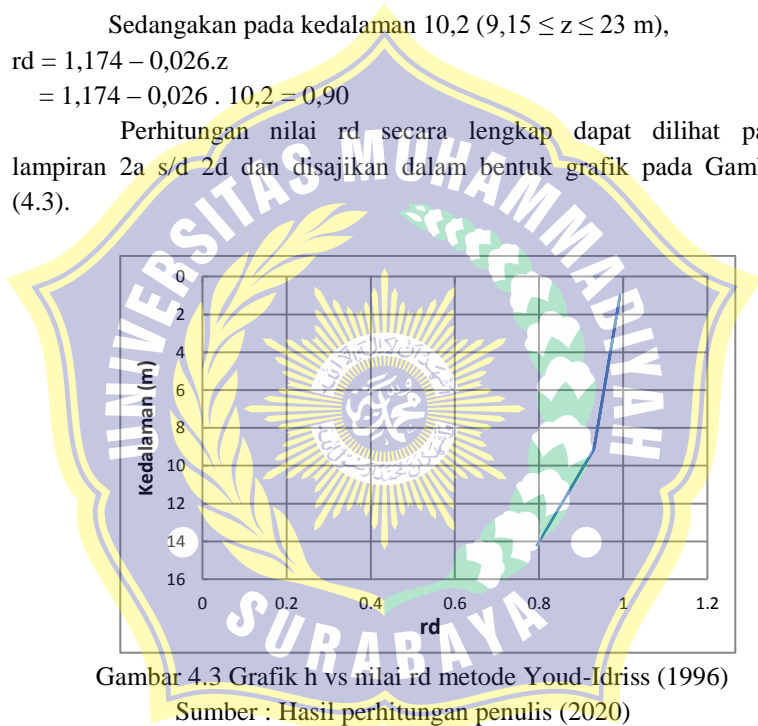 Sedangakan pada kedalaman 10,2 (9,15 ≤ z ≤ 23 m),
rd = 1,174 – 0,026.z
= 1,174 – 0,026 . 10,2 = 0,90
Perhitungan nilai rd secara lengkap dapat dilihat pa
lampiran 2a s/d 2d dan disajikan dalam bentuk grafik pada Gamb
(4.3).
UNIVERSITAS MUHAMMADIYAH
SURABAYA
Kedalaman (m)
0
2
4
6
8
10
12
14
16
0 0.2 0.4 0.6 0.8 1 1.2
rd
Gambar 4.3 Grafik h vs nilai rd metode Youd-Idriss (1996)
Sumber : Hasil perhitungan penulis (2020)